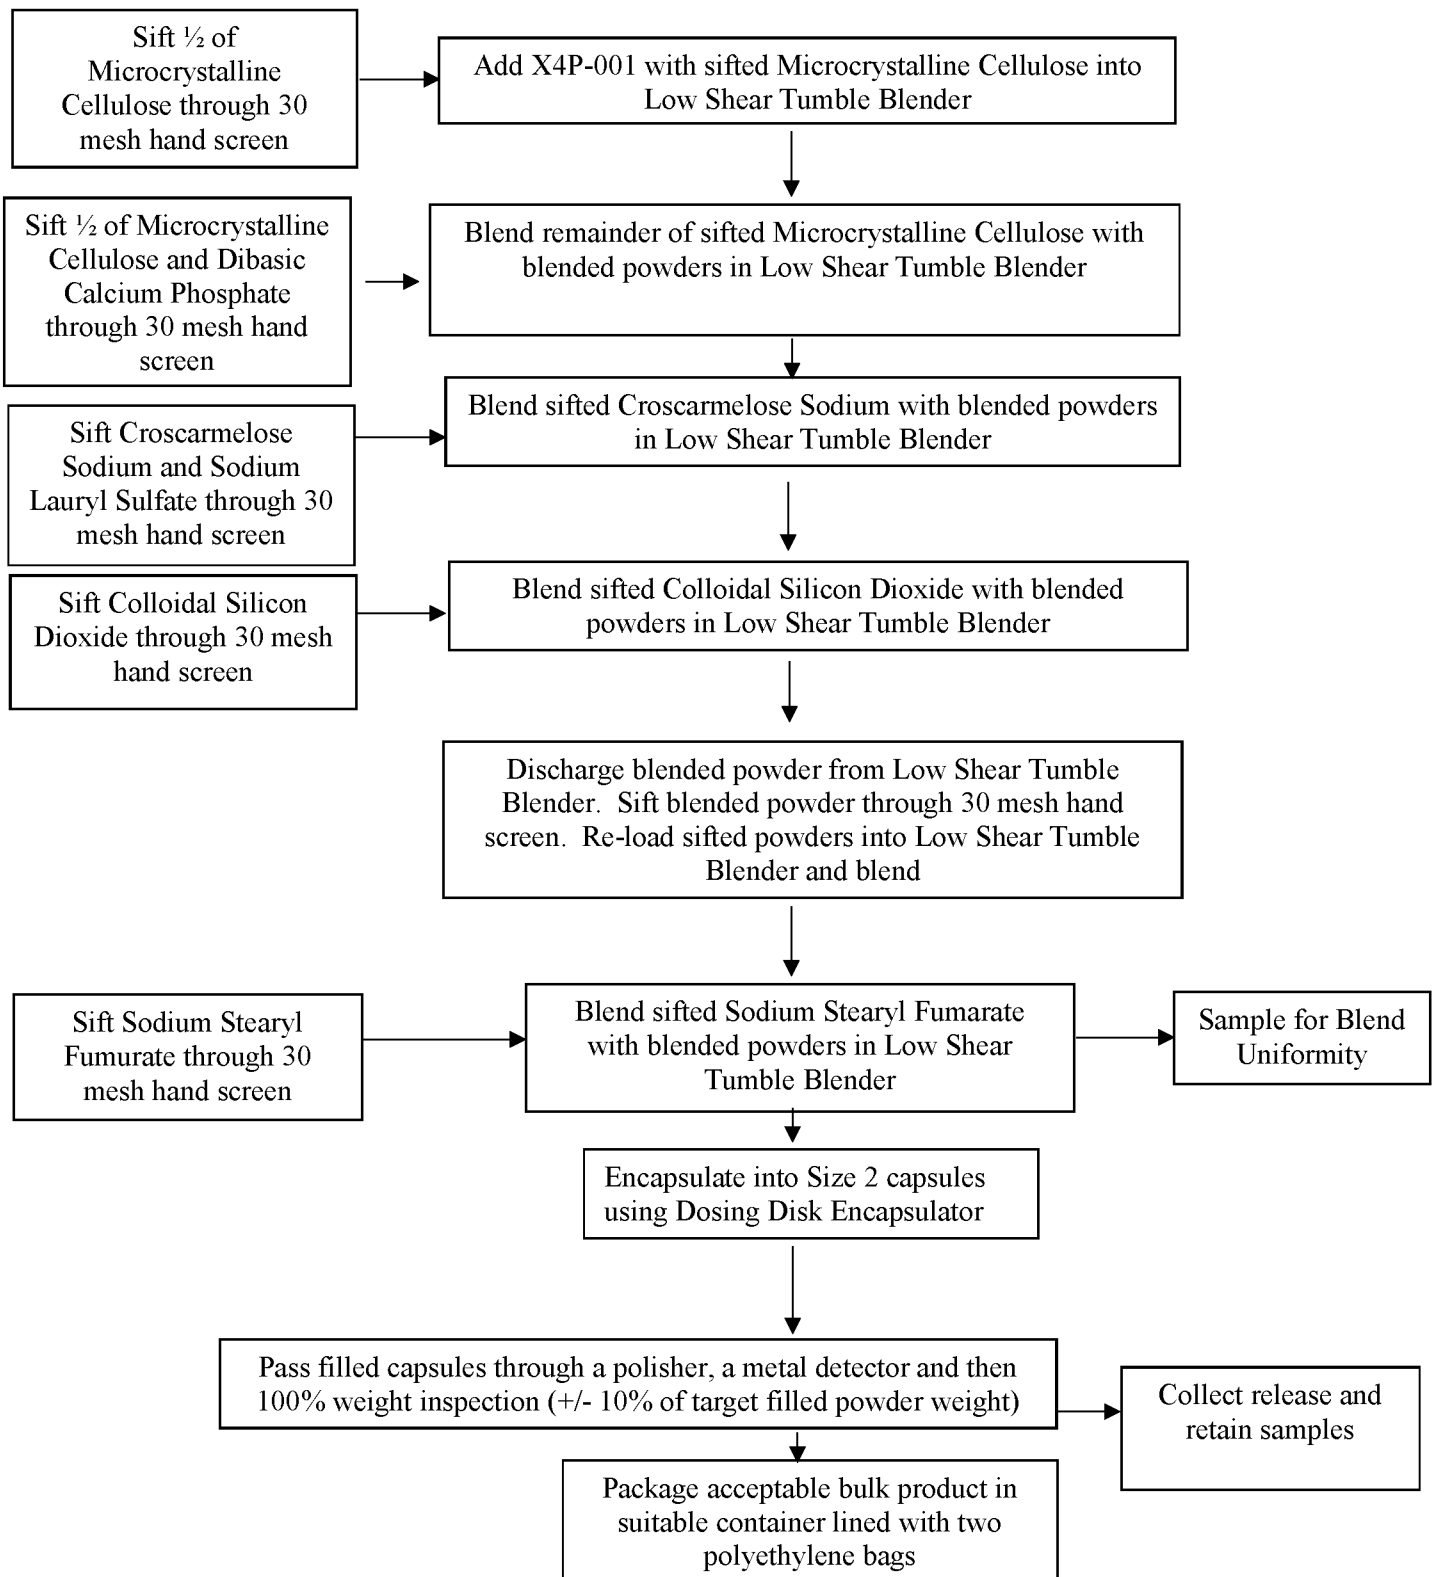 Sift ½ of
Microcrystalline
Cellulose through 30
mesh hand screen
Add X4P-001 with sifted Microcrystalline Cellulose into
Low Shear Tumble Blender
Sift ½ of Microcrystalline
Cellulose and Dibasic
Calcium Phosphate
through 30 mesh hand
screen
Blend remainder of sifted Microcrystalline Cellulose with
blended powders in Low Shear Tumble Blender
Sift Croscarmelose
Sodium and Sodium
Lauryl Sulfate through 30
mesh hand screen
Blend sifted Croscarmelose Sodium with blended powders
in Low Shear Tumble Blender
Sift Colloidal Silicon
Dioxide through 30 mesh
hand screen
Blend sifted Colloidal Silicon Dioxide with blended
powders in Low Shear Tumble Blender
Discharge blended powder from Low Shear Tumble
Blender.  Sift blended powder through 30 mesh hand
screen.  Re-load sifted powders into Low Shear Tumble
Blender and blend
Sift Sodium Stearyl
Fumurate through 30
mesh hand screen
Blend sifted Sodium Stearyl Fumarate
with blended powders in Low Shear
Tumble Blender
Sample for Blend
Uniformity
Encapsulate into Size 2 capsules
using Dosing Disk Encapsulator
Pass filled capsules through a polisher, a metal detector and then
100% weight inspection (+/- 10% of target filled powder weight)
Collect release and
retain samples
Package acceptable bulk product in
suitable container lined with two
polyethylene bags